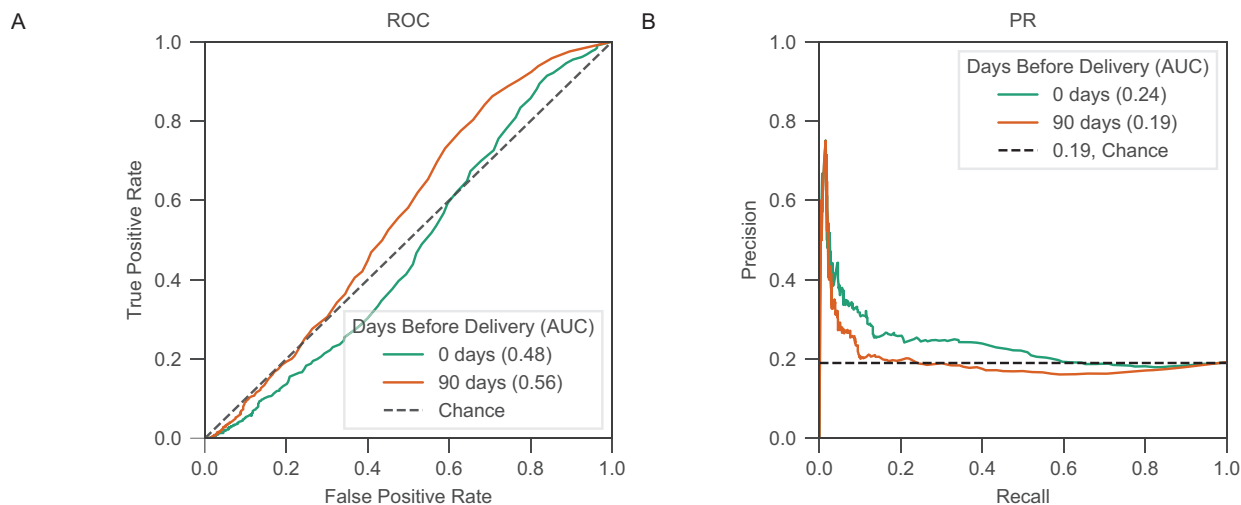 A
ROC
1.0
0.8
0.6
0.4
0.2
0.0
True Positive Rate
Days Before Delivery (AUC)
0 days (0.48)
90 days (0.56)
Chance
0.0 0.2 0.4 0.6 0.8 1.0
False Positive Rate
B
PR
1.0
0.8
0.6
0.4
0.2
0.0
Precision
Days Before Delivery (AUC)
0 days (0.24)
90 days (0.19)
0.19, Chance
0.0 0.2 0.4 0.6 0.8 1.0
Recall